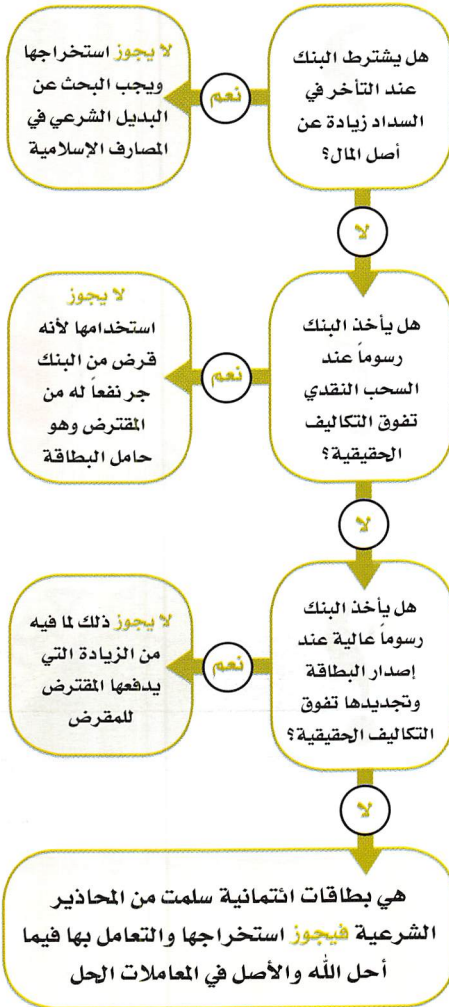 هل يشترط البنك
عند التأخر في
السداد زيادة عن
أصل المال؟
نعم
لا يجوز استخراجها
ويجب البحث عن
البديل الشرعي في
المصارف الإسلامية
لا
هل يأخذ البنك
رسوماً عند
السحب النقدي
تفوق التكاليف
الحقيقية؟
نعم
لا يجوز
استخدامها لأنه
قرض من البنك
جر نفعاً له من
المقترض وهو
حامل البطاقة
لا
هل يأخذ البنك
رسوماً عالية عند
إصدار البطاقة
وتجديدها تفوق
التكاليف الحقيقية؟
نعم
لا يجوز ذلك لما فيه
من الزيادة التي
يدفعها المقترض
للمقرض
لا
هي بطاقات ائتمانية سلمت من المحاذير
الشرعية فيجوز استخراجها والتعامل بها فيما
أحل الله والأصل في المعاملات الحل